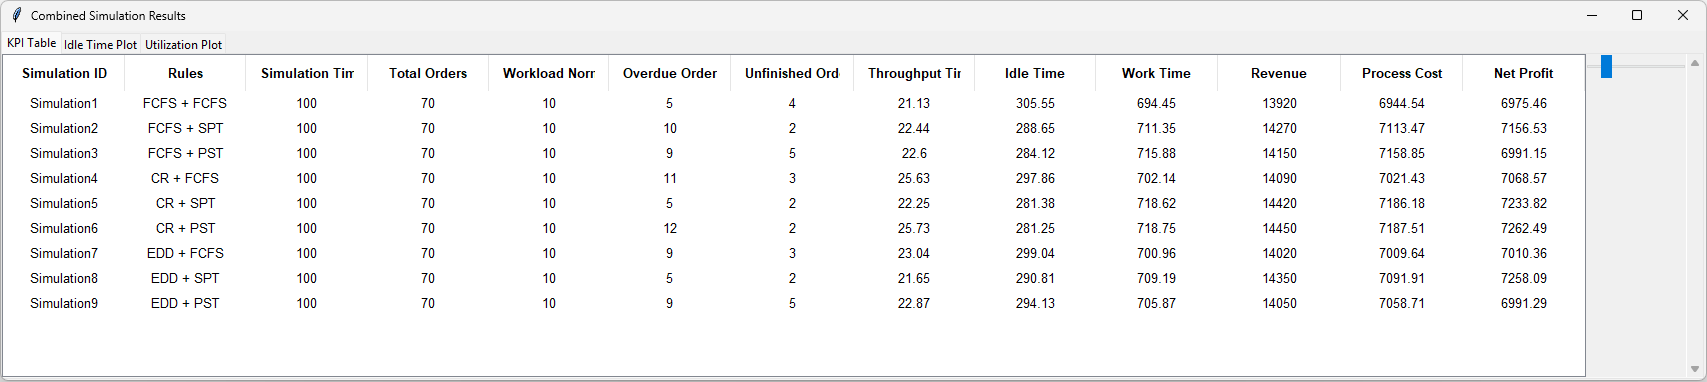 Combined Simulation Results
KPI Table Idle Time Plot Utilization Plot
Simulation ID Rules Simulation Tim Total Orders Workload Norr Overdue Order Unfinished Ord Throughput Tir Idle Time Work Time Revenue Process Cost Net Profit
Simulation1 FCFS + FCFS 100 70 10 5 4 21.13 305.55 694.45 13920 6944.54 6975.46
Simulation2 FCFS + SPT 100 70 10 10 2 22.44 288.65 711.35 14270 7113.47 7156.53
Simulation3 FCFS + PST 100 70 10 9 5 22.6 284.12 715.88 14150 7158.85 6991.15
Simulation4 CR + FCFS 100 70 10 11 3 25.63 297.86 702.14 14090 7021.43 7068.57
Simulation5 CR + SPT 100 70 10 5 2 22.25 281.38 718.62 14420 7186.18 7233.82
Simulation6 CR + PST 100 70 10 12 2 25.73 281.25 718.75 14450 7187.51 7262.49
Simulation7 EDD + FCFS 100 70 10 9 3 23.04 299.04 700.96 14020 7009.64 7010.36
Simulation8 EDD + SPT 100 70 10 5 2 21.65 290.81 709.19 14350 7091.91 7258.09
Simulation9 EDD + PST 100 70 10 9 5 22.87 294.13 705.87 14050 7058.71 6991.29